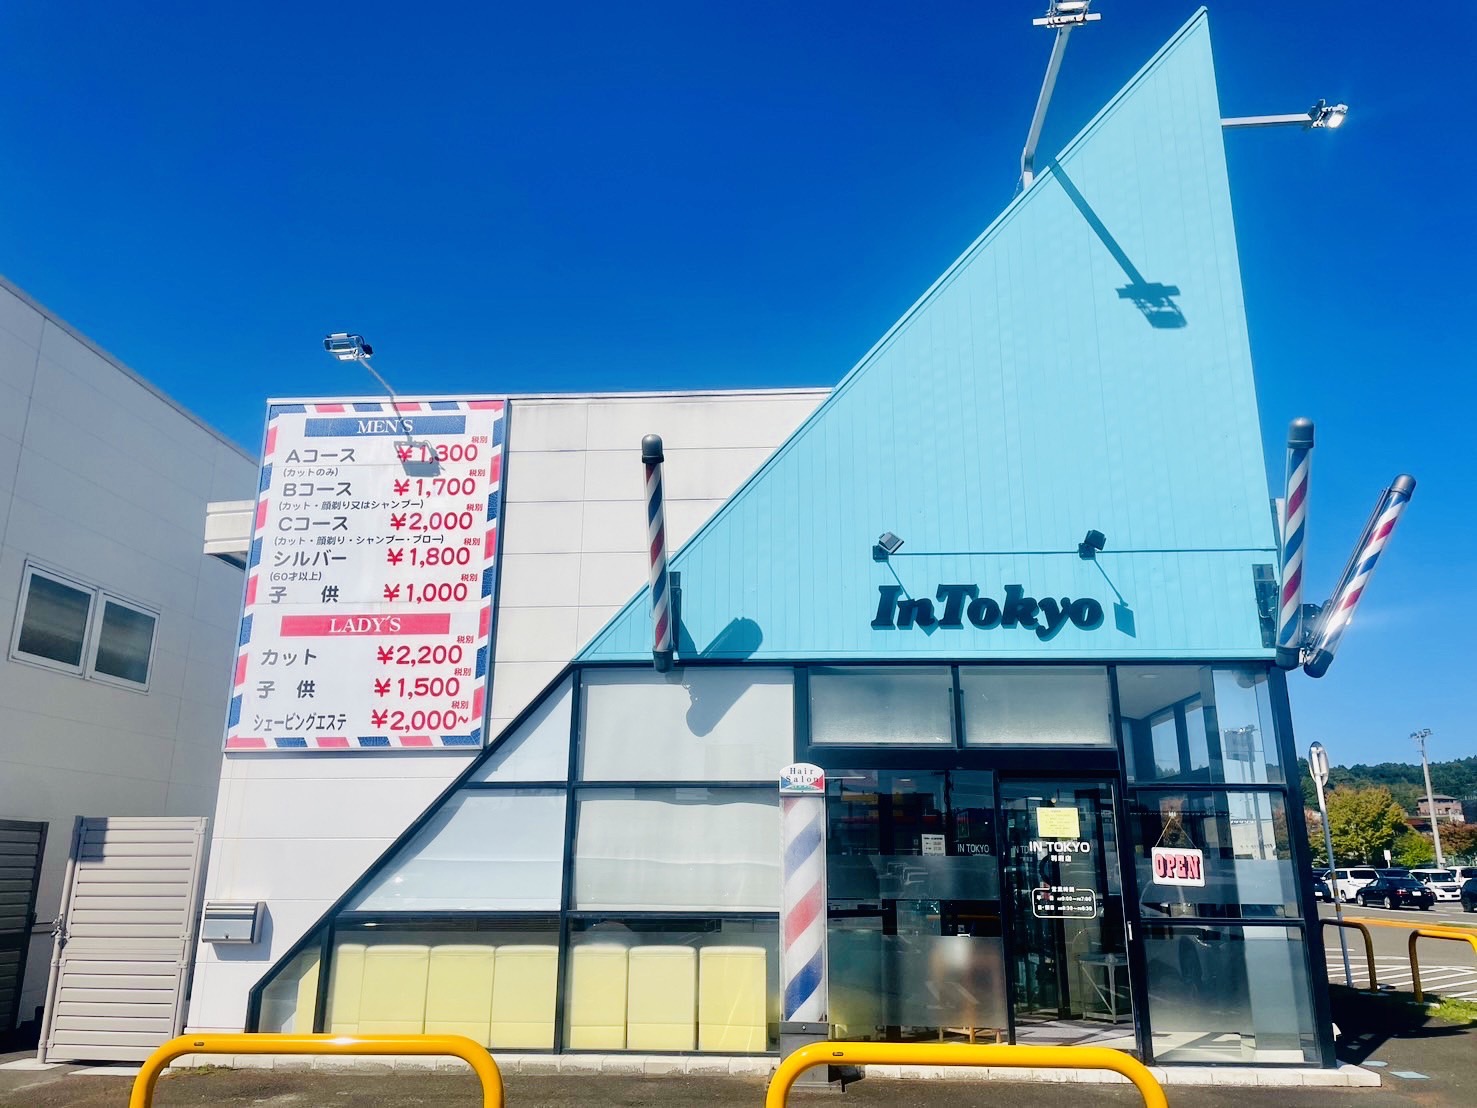 MEN'S
税別
Aコース ¥1,300
(カットのみ)
税別
Bコース ¥1,700
(カット・顔剃り又はシャンプー)
税別
Cコース ¥2,000
(カット・顔剃り・シャンプー・ブロー)
税別
シルバー ¥1,800
(60才以上)
税別
子 供 ¥1,000
LADY'S
税別
カット ¥2,200
税別
子 供 ¥1,500
税別
シェービングエステ ¥2,000~
InTokyo
Hair
Salon
IN TOKYO
IN TOKYO
OPEN
営業時間